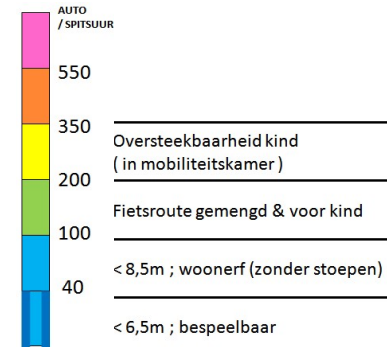 AUTO
/ SPITSUUR
550
350
Oversteekbaarheid kind
( in mobiliteitskamer )
200
Fietsroute gemengd & voor kind
100
< 8,5m ; woonerf (zonder stoepen)
40
< 6,5m ; bespeelbaar